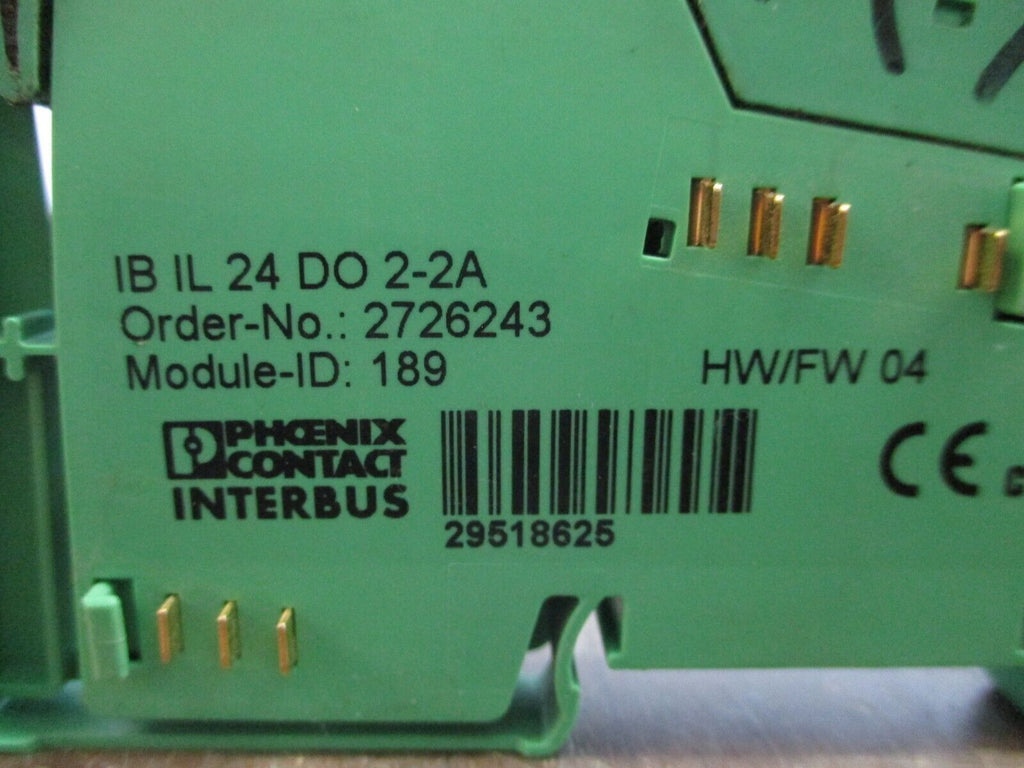 IB IL 24 DO 2-2A
Order-No.: 2726243
Module-ID: 189
HW/FW 04
PHŒNIX
CONTACT
INTERBUS
29518625
CE